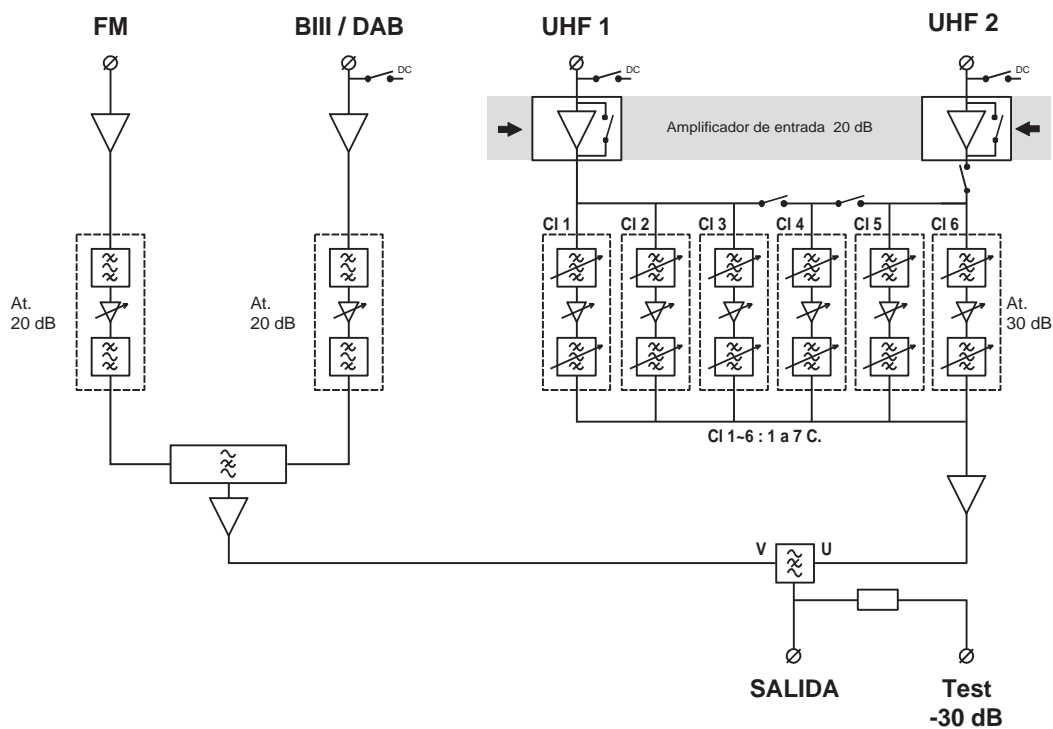 FM
BIII / DAB
UHF 1
UHF 2
DC
DC
DC
Amplificador de entrada 20 dB
Cl 1
Cl 2
Cl 3
Cl 4
Cl 5
Cl 6
At.
20 dB
At.
20 dB
At.
30 dB
Cl 1~6 : 1 a 7 C.
V
U
SALIDA
Test
-30 dB